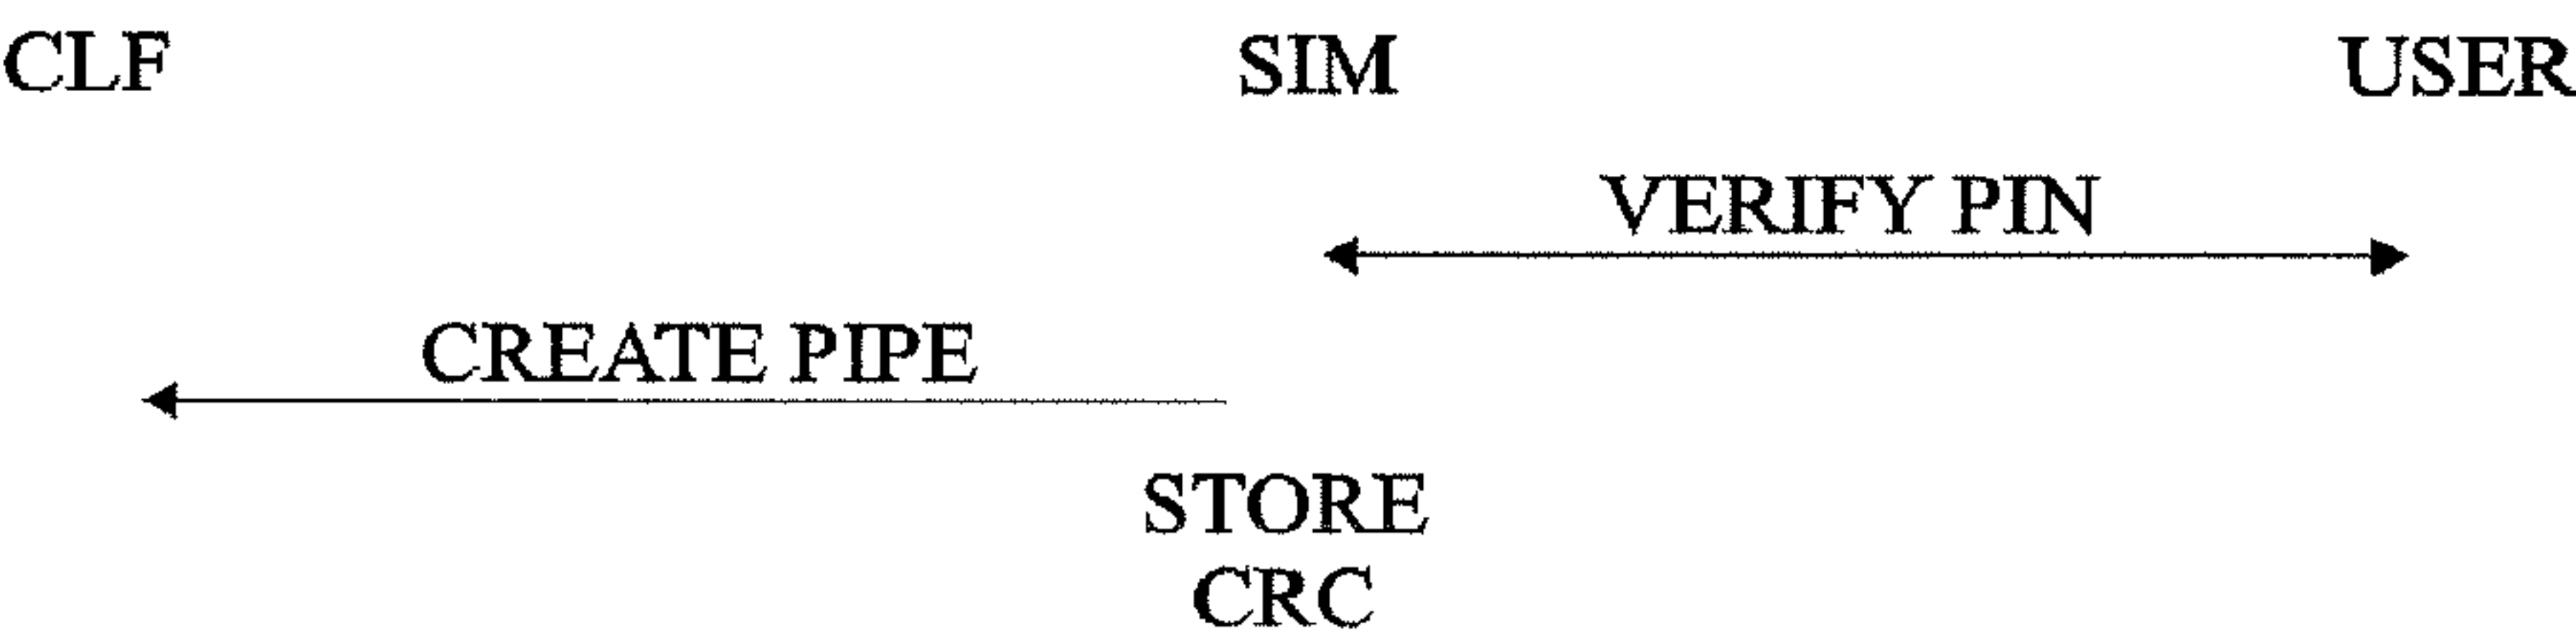 CLF SIM USER
VERIFY PIN
CREATE PIPE
STORE
CRC